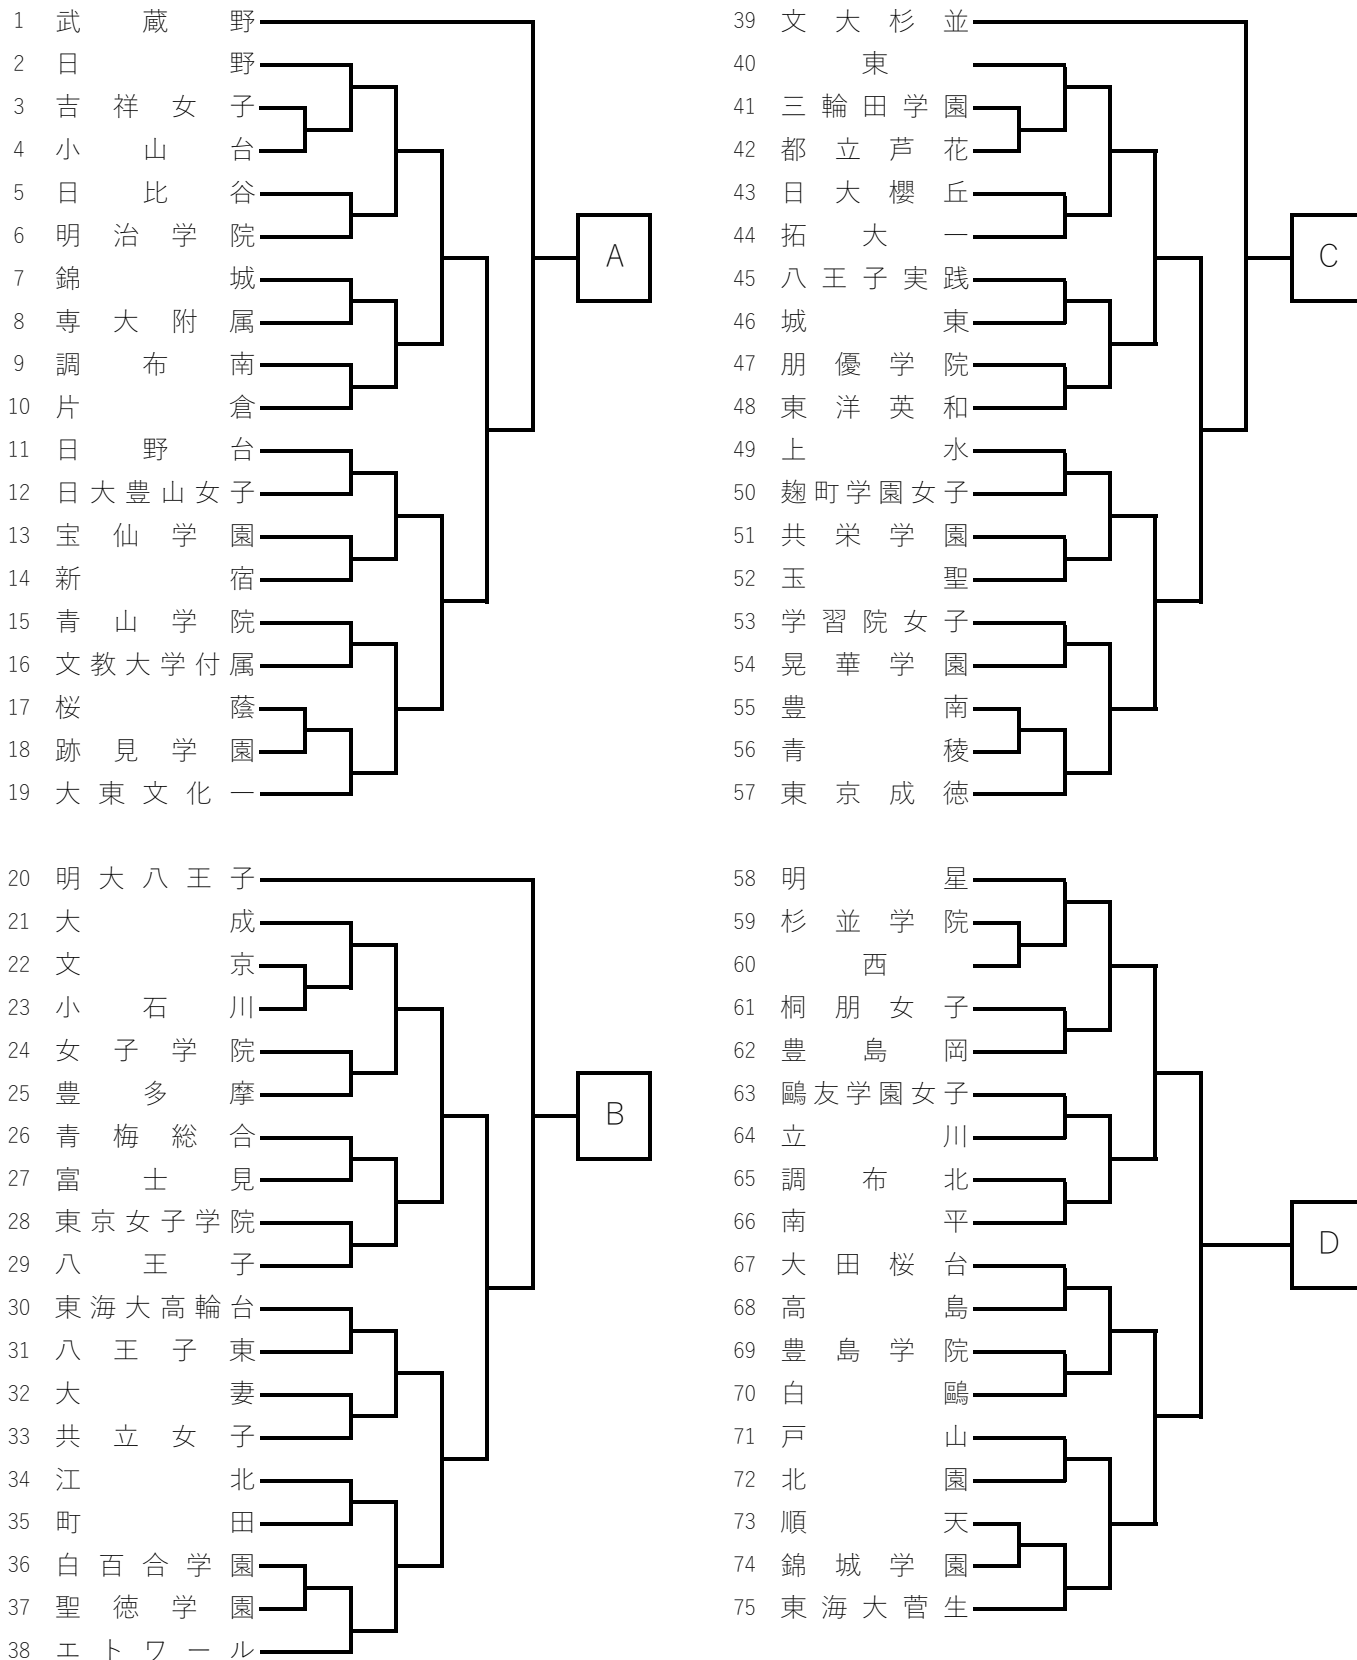 1 武蔵野
2 日野
3 吉祥女子
4 小山台
5 日比谷
6 明治学院
7 錦城
8 専大附属
9 調布南
10 片倉
11 日野台
12 日大豊山女子
13 宝仙学園
14 新宿
15 青山学院
16 文教大学付属
17 桜蔭
18 跡見学園
19 大東文化一
A
20 明大八王子
21 大成
22 文京
23 小石川
24 女子学院
25 豊多摩
26 青梅総合
27 富士見
28 東京女子学院
29 八王子
30 東海大高輪台
31 八王子東
32 大妻
33 共立女子
34 江北
35 町田
36 白百合学園
37 聖徳学園
38 エトワール
B
39 文大杉並
40 東
41 三輪田学園
42 都立芦花
43 日大櫻丘
44 拓大一
45 八王子実践
46 城東
47 朋優学院
48 東洋英和
49 上水
50 麹町学園女子
51 共栄学園
52 玉聖
53 学習院女子
54 晃華学園
55 豊南
56 青稜
57 東京成徳
C
58 明星
59 杉並学院
60 西
61 桐朋女子
62 豊島岡
63 鷗友学園女子
64 立川
65 調布北
66 南平
67 大田桜台
68 高島
69 豊島学院
70 白鷗
71 戸山
72 北園
73 順天
74 錦城学園
75 東海大菅生
D